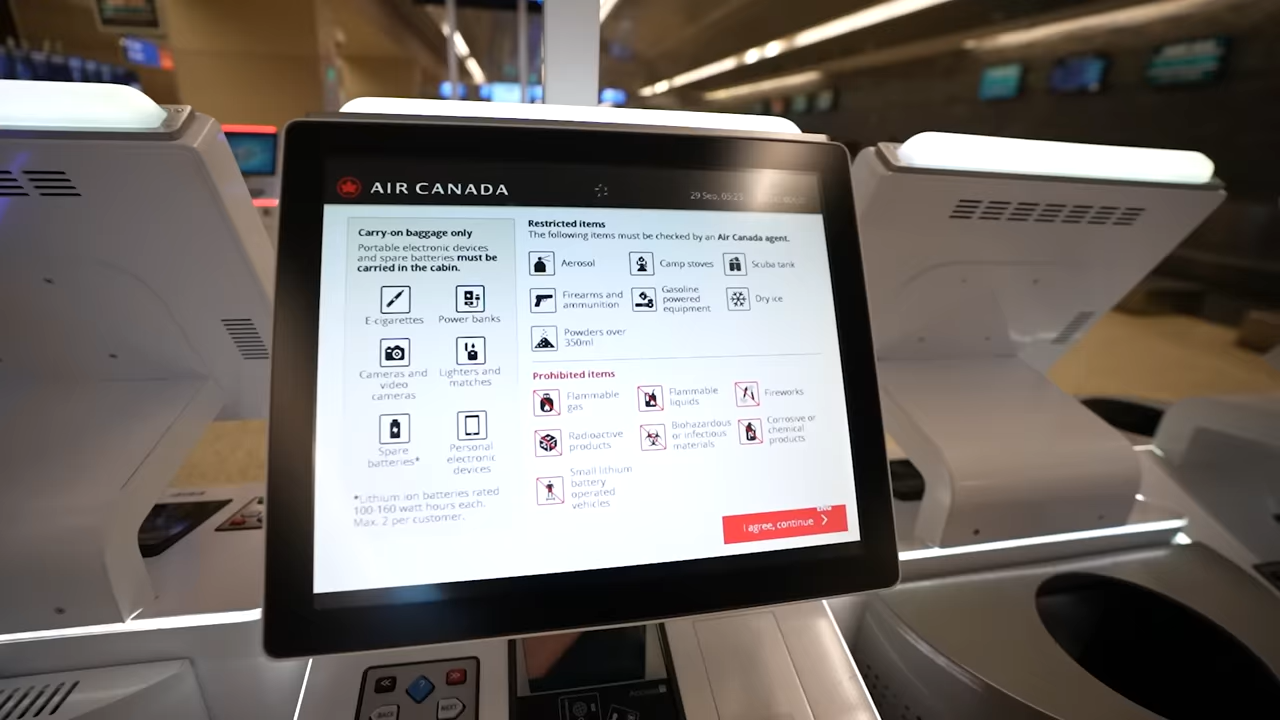 AIR CANADA
29 Sep, 05:23
Carry-on baggage only
Portable electronic devices
and spare batteries must be
carried in the cabin.
E-cigarettes
Power banks
Cameras and
video
cameras
Lighters and
matches
Spare
batteries*
Personal
electronic
devices
*Lithium ion batteries rated
100-160 watt hours each.
Max. 2 per customer.
Restricted items
The following items must be checked by an Air Canada agent.
Aerosol
Camp stoves
Scuba tank
Firearms and
ammunition
Gasoline
powered
equipment
Dry ice
Powders over
350ml
Prohibited items
Flammable
gas
Flammable
liquids
Fireworks
Radioactive
products
Biohazardous
or infectious
materials
Corrosive or
chemical
products
Small lithium
battery
operated
vehicles
ENG
I agree, continue
<<
?
>>
BACK
NEXT